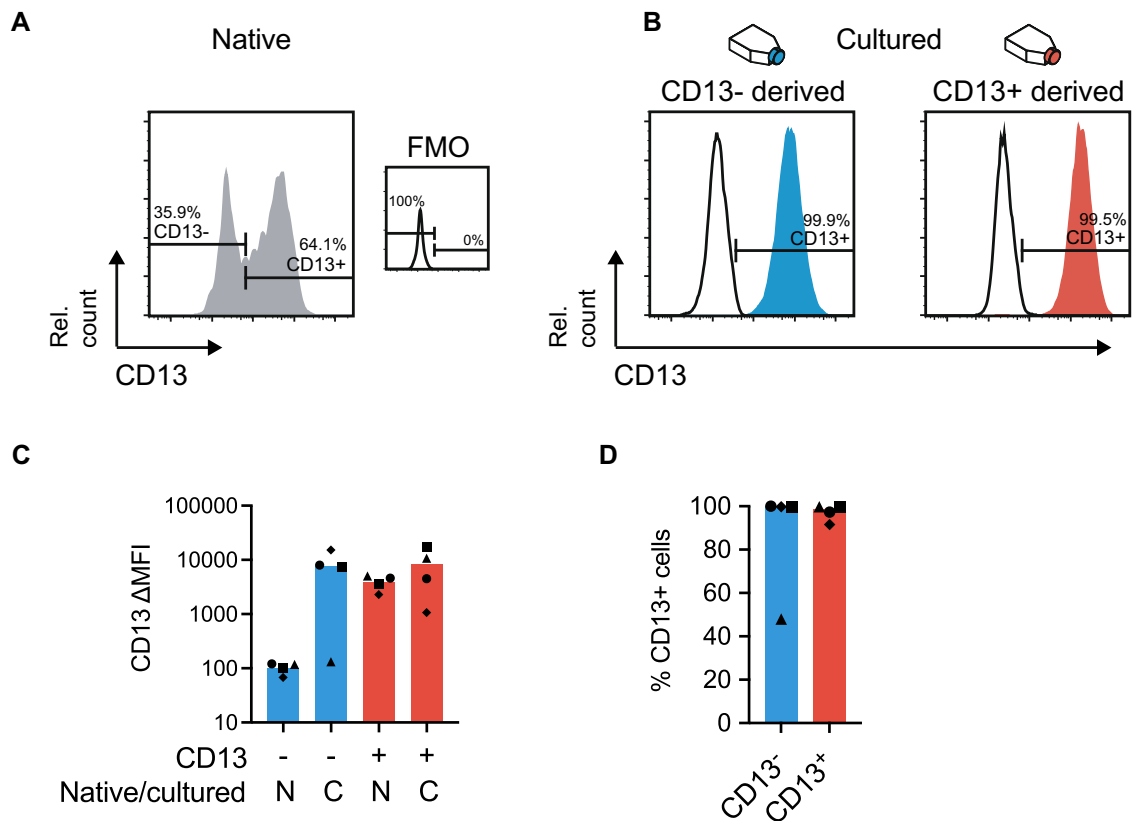 A
Native
35.9%
CD13-
64.1%
CD13+
FMO
100%
0%
Rel.
count
CD13
B
Cultured
CD13- derived
CD13+ derived
99.9%
CD13+
99.5%
CD13+
Rel.
count
CD13
C
CD13 ΔMFI
100000
10000
1000
100
10
CD13 - - + +
Native/cultured N C N C
D
% CD13+ cells
100
80
60
40
20
0
CD13-
CD13+